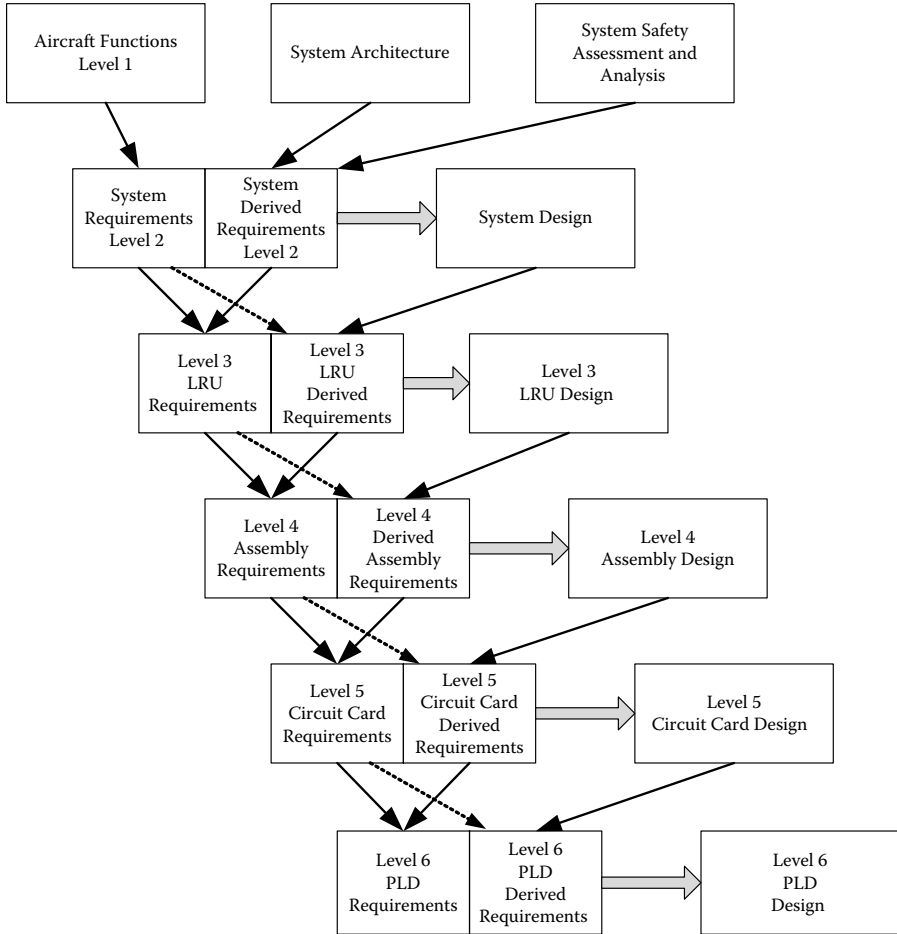 Aircraft Functions
Level 1
System Architecture
System Safety
Assessment and
Analysis
System
Requirements
Level 2
System
Derived
Requirements
Level 2
System Design
Level 3
LRU
Requirements
Level 3
LRU
Derived
Requirements
Level 3
LRU Design
Level 4
Assembly
Requirements
Level 4
Derived
Assembly
Requirements
Level 4
Assembly Design
Level 5
Circuit Card
Requirements
Level 5
Circuit Card
Derived
Requirements
Level 5
Circuit Card Design
Level 6
PLD
Requirements
Level 6
PLD
Derived
Requirements
Level 6
PLD
Design